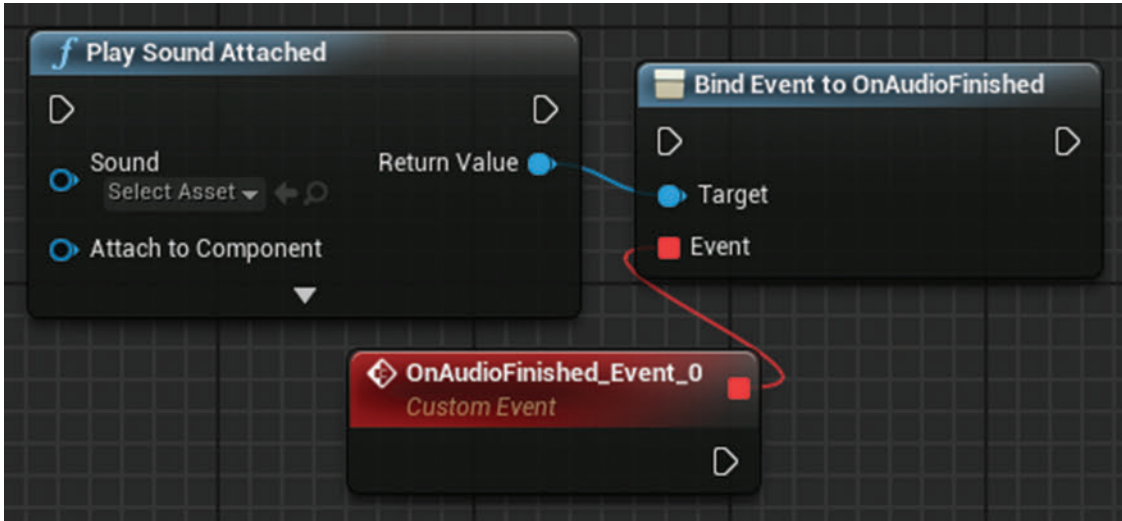 Play Sound Attached
Sound
Select Asset
Return Value
Attach to Component
Bind Event to OnAudioFinished
Target
Event
OnAudioFinished_Event_0
Custom Event